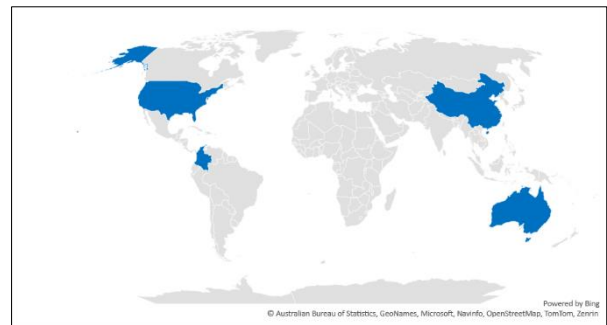 Powered by Bing
© Australian Bureau of Statistics, GeoNames, Microsoft, Navinfo, OpenStreetMap, TomTom, Zenrin